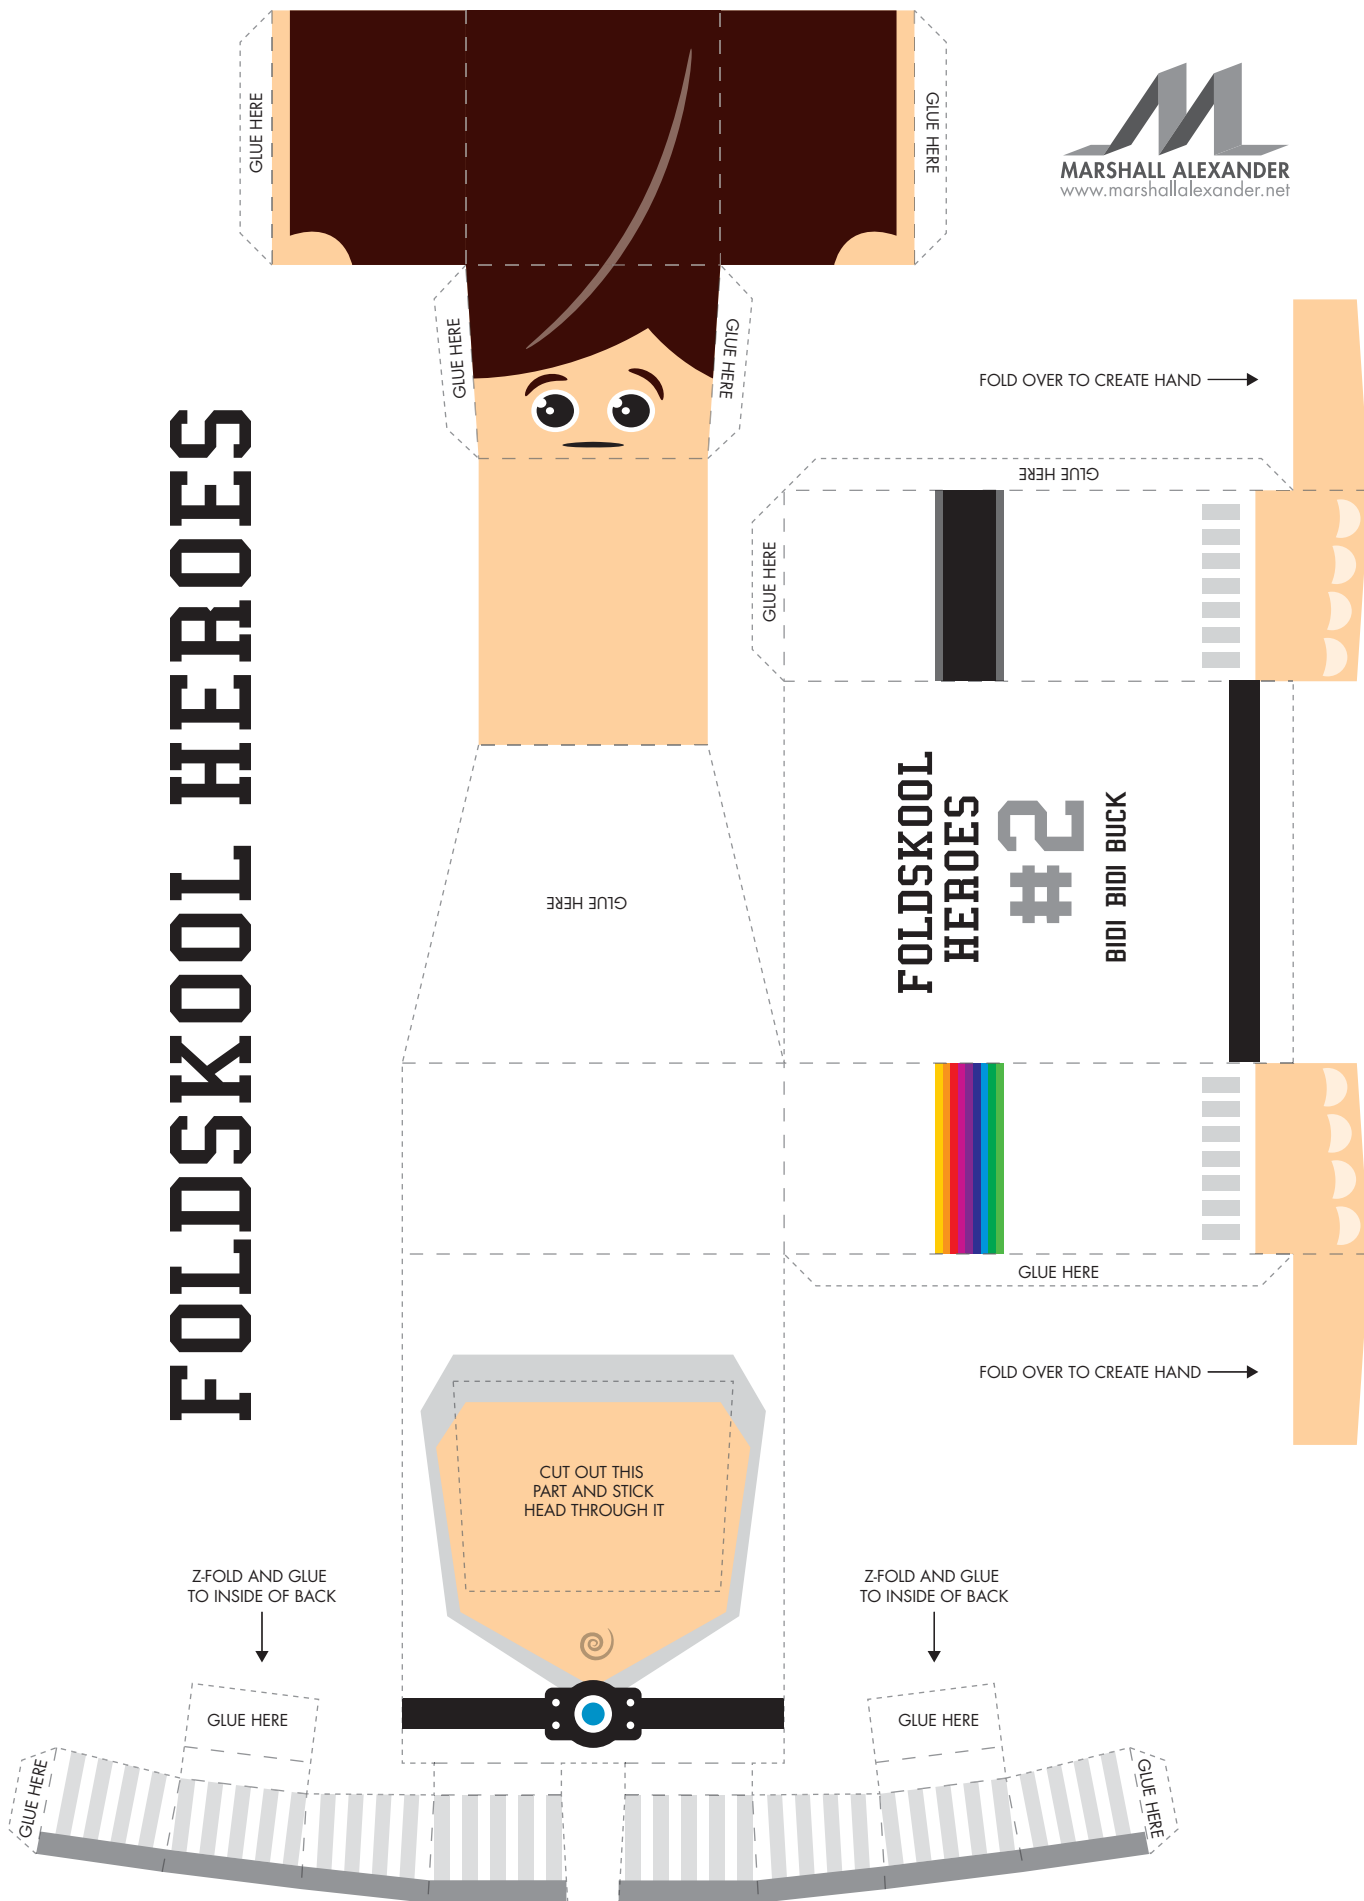 GLUE HERE
GLUE HERE
MARSHALL ALEXANDER
www.marshallalexander.net
GLUE HERE
GLUE HERE
FOLD OVER TO CREATE HAND
GLUE HERE
GLUE HERE
FOLDSKOOL HEROES
FOLDSKOOL
HEROES
#2
BIDI BIDI BUCK
GLUE HERE
GLUE HERE
FOLD OVER TO CREATE HAND
CUT OUT THIS
PART AND STICK
HEAD THROUGH IT
Z-FOLD AND GLUE
TO INSIDE OF BACK
Z-FOLD AND GLUE
TO INSIDE OF BACK
GLUE HERE
GLUE HERE
GLUE HERE
GLUE HERE